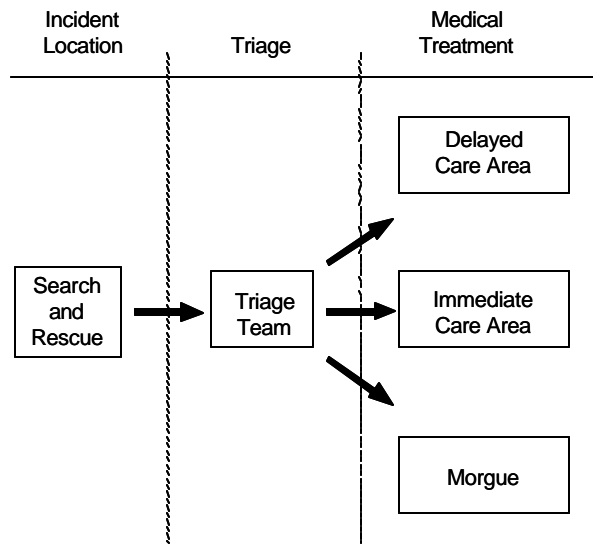 Incident
Location
Triage
Medical
Treatment
Delayed
Care Area
Search
and
Rescue
Triage
Team
Immediate
Care Area
Morgue